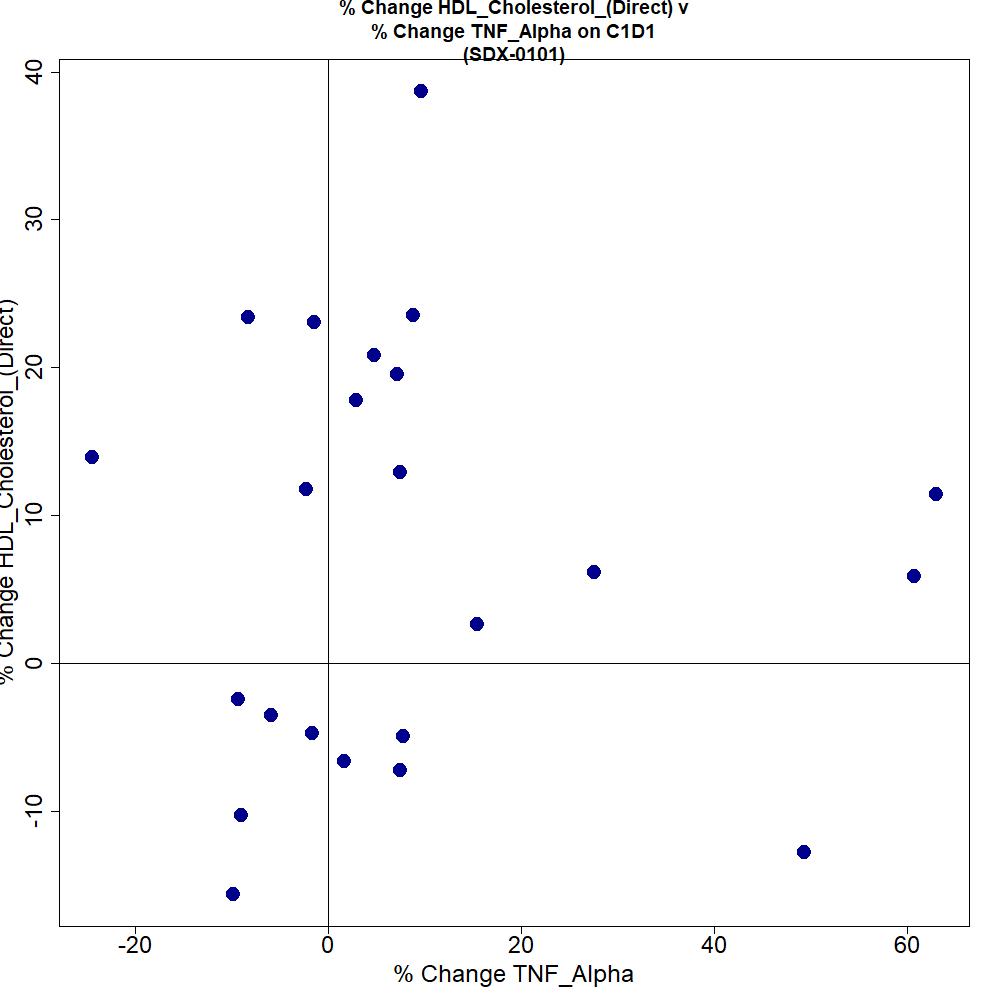 % Change HDL_Cholesterol_(Direct) v
% Change TNF_Alpha on C1D1
(SDX-0101)
% Change HDL_Cholesterol_(Direct)
40
30
20
10
0
-10
-20
0
20
40
60
% Change TNF_Alpha